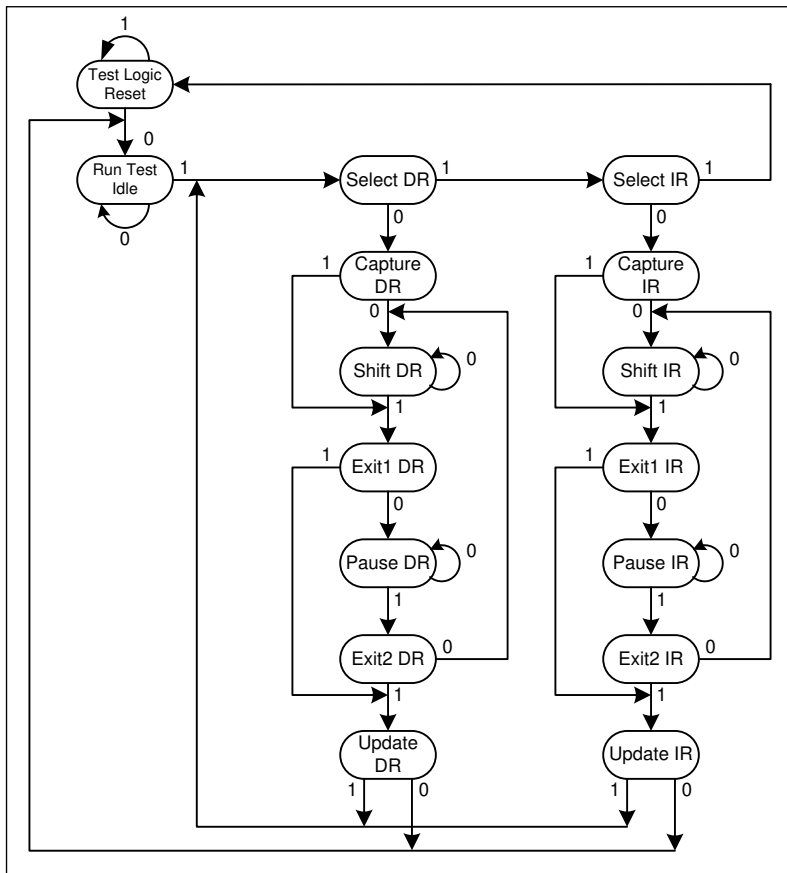 1
Test Logic
Reset
0
Run Test
Idle
1
0
Select DR
1
0
Select IR
1
0
Capture
DR
1
0
Capture
IR
1
0
Shift DR
0
1
Shift IR
0
1
Exit1 DR
1
0
Exit1 IR
1
0
Pause DR
0
1
Pause IR
0
1
Exit2 DR
0
1
Exit2 IR
0
1
Update
DR
1
0
Update IR
1
0